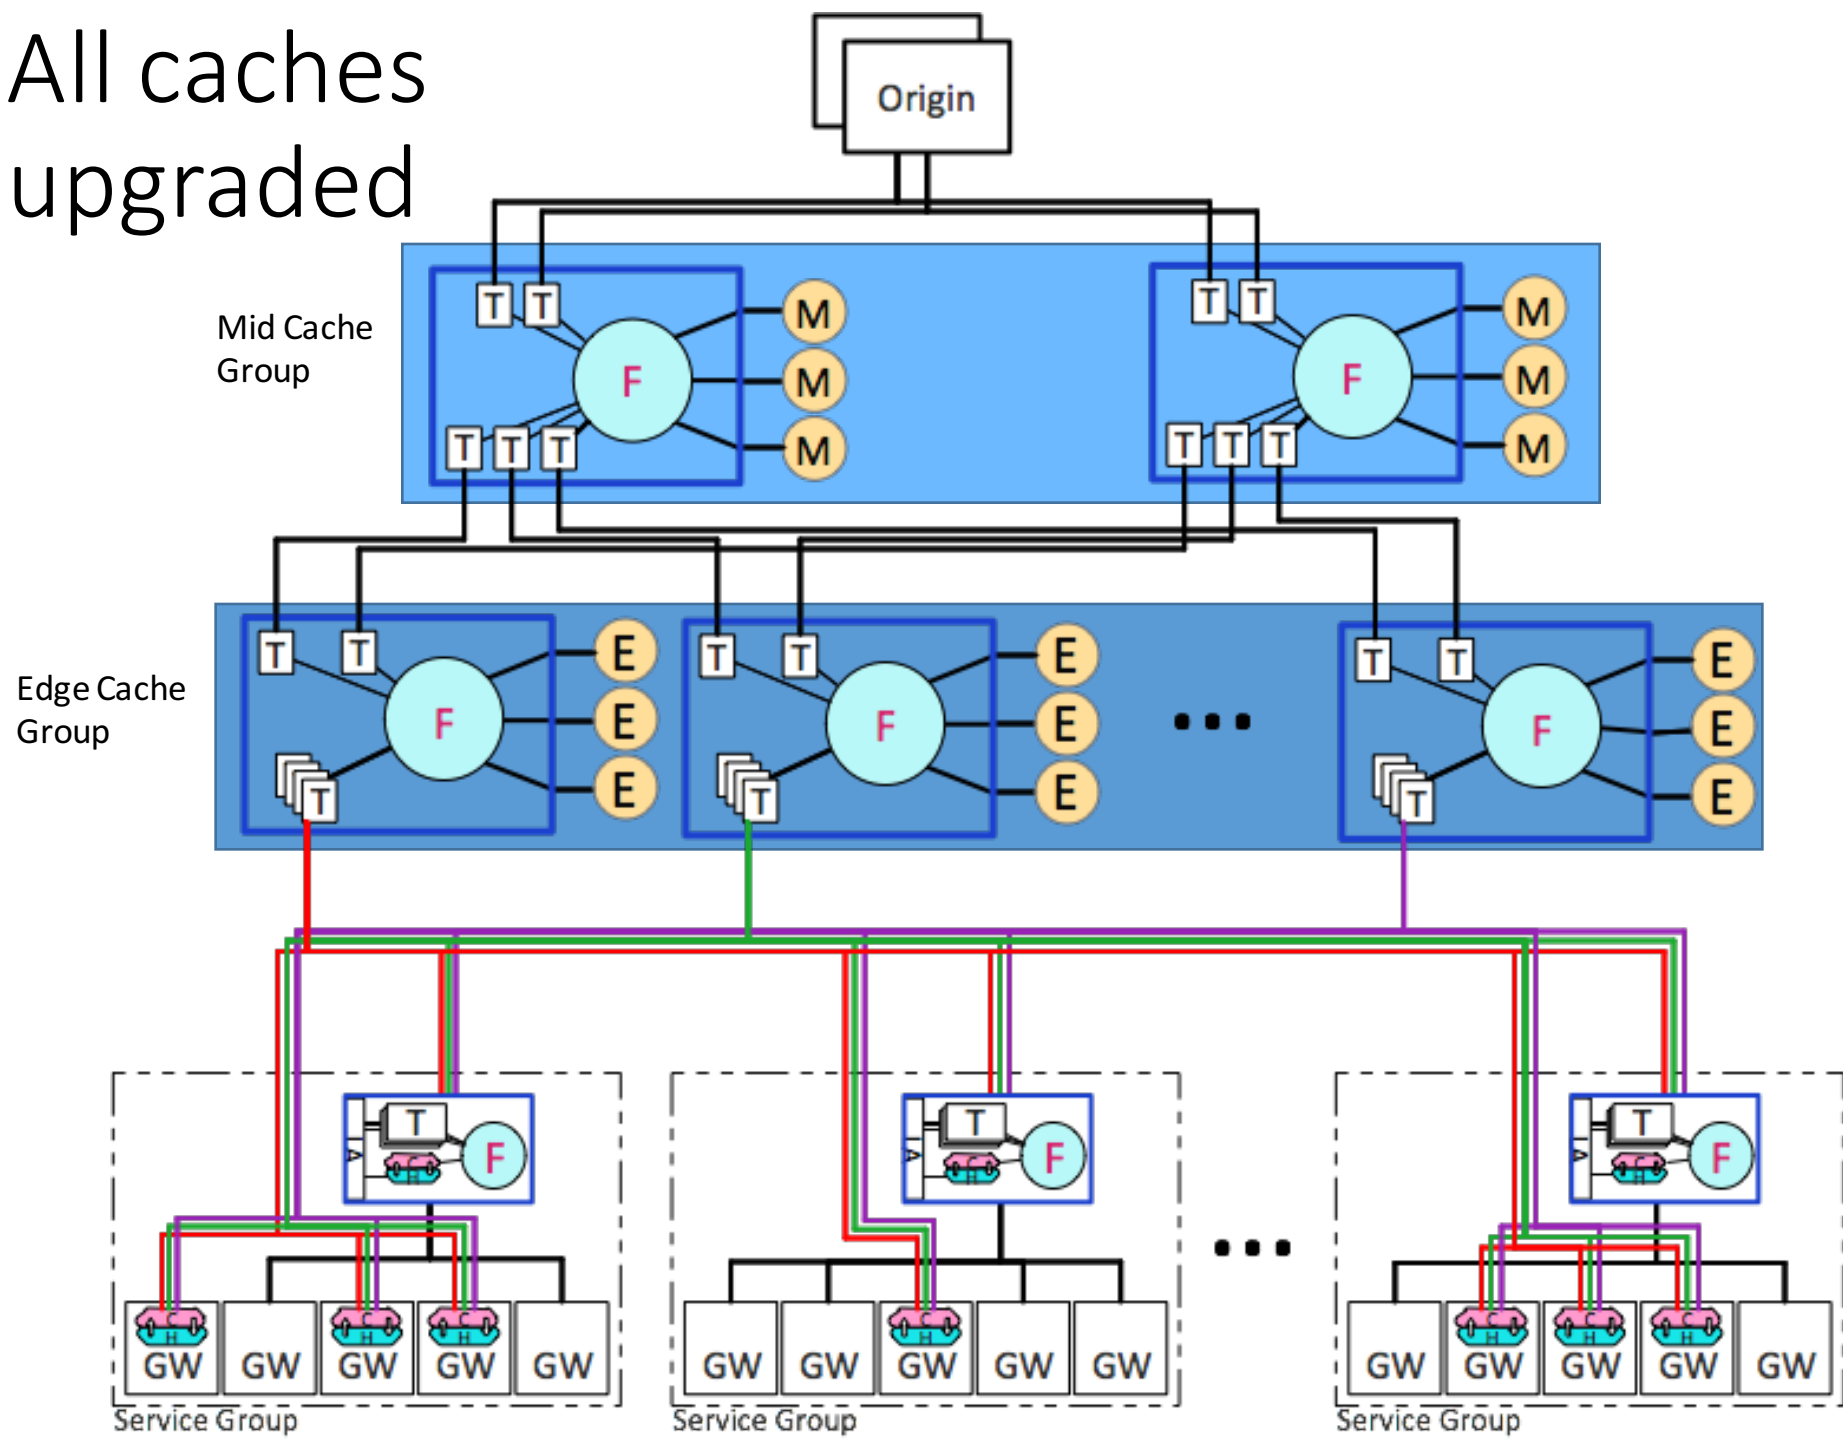 All caches
upgraded
Origin
T T T T
M M
Mid Cache
Group
F F
M M
T T T T T T
M M
T T T T T T
E E E
Edge Cache
Group
F F F
E E E
T T T
E E E
T T T
A I A I A I
F F F
C C C
H H H
C C C C C C C
H H H H H H H
GW GW GW GW GW GW GW GW GW GW GW GW GW GW GW
Service Group Service Group Service Group